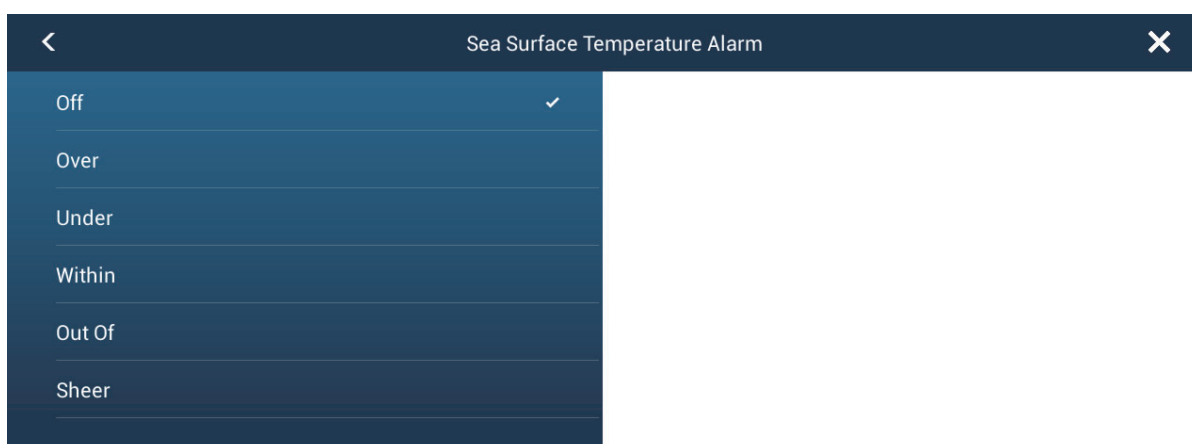 Sea Surface Temperature Alarm
Off
Over
Under
Within
Out Of
Sheer